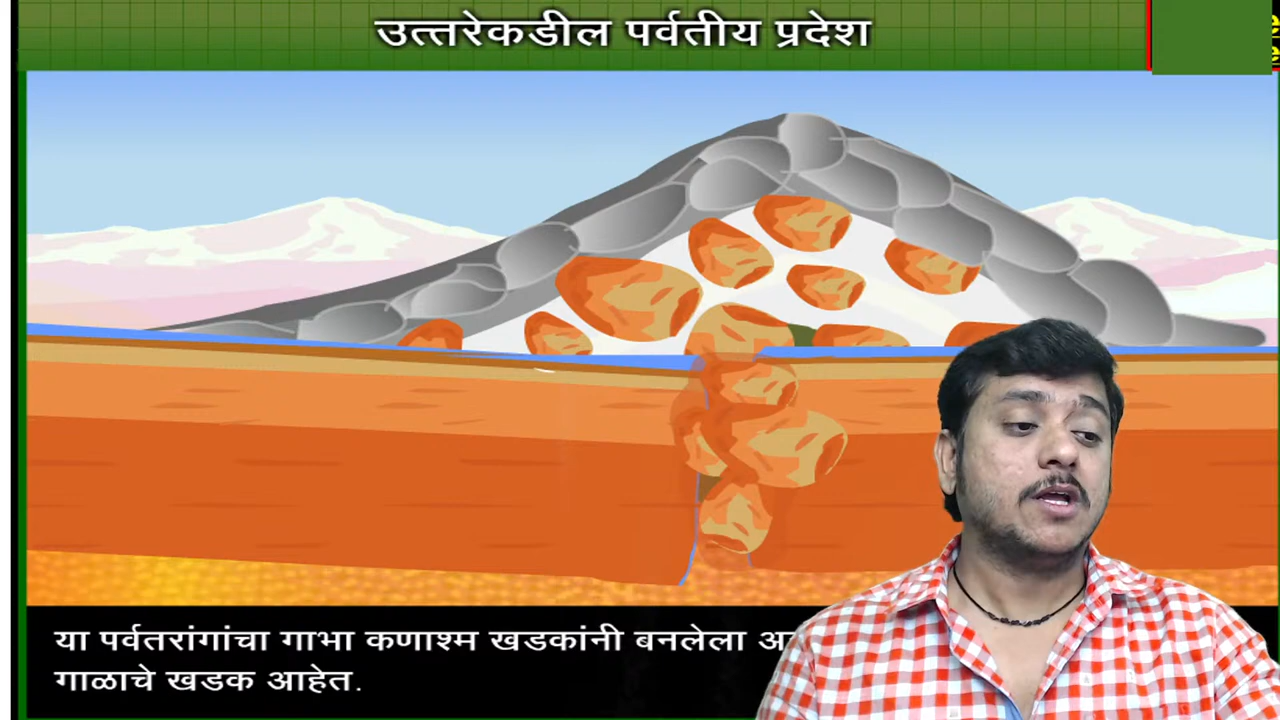 उत्तरेकडील पर्वतीय प्रदेश
या पर्वतरांगांचा गाभा कणाश्म खडकांनी बनलेला
गाळाचे खडक आहेत.